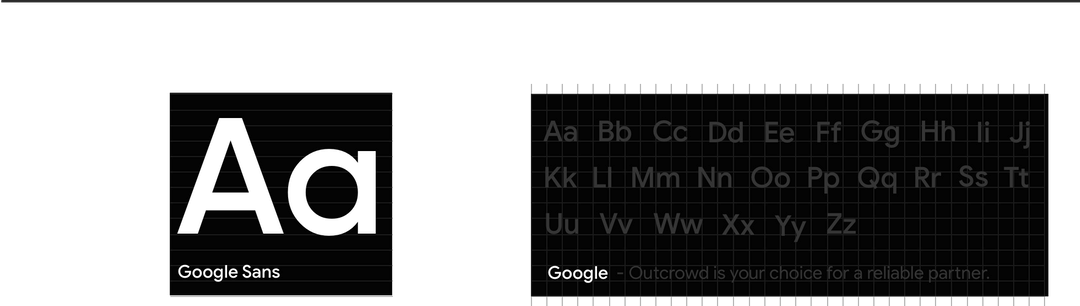 Aa
Google Sans
Aa Bb Cc Dd Ee Ff Gg Hh Ii Jj
Kk Ll Mm Nn Oo Pp Qq Rr Ss Tt
Uu Vv Ww Xx Yy Zz
Google - Outcrowd is your choice for a reliable partner.